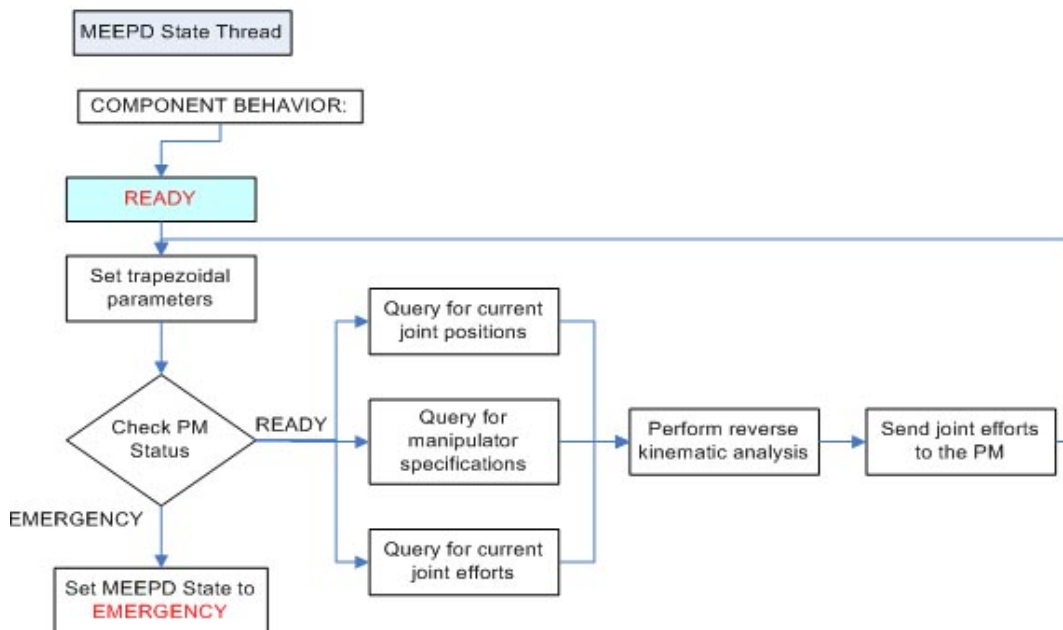 MEEPD State Thread
COMPONENT BEHAVIOR:
READY
Set trapezoidal
parameters
Check PM
Status
READY
EMERGENCY
Set MEEPD State to
EMERGENCY
Query for current
joint positions
Query for
manipulator
specifications
Query for current
joint efforts
Perform reverse
kinematic analysis
Send joint efforts
to the PM